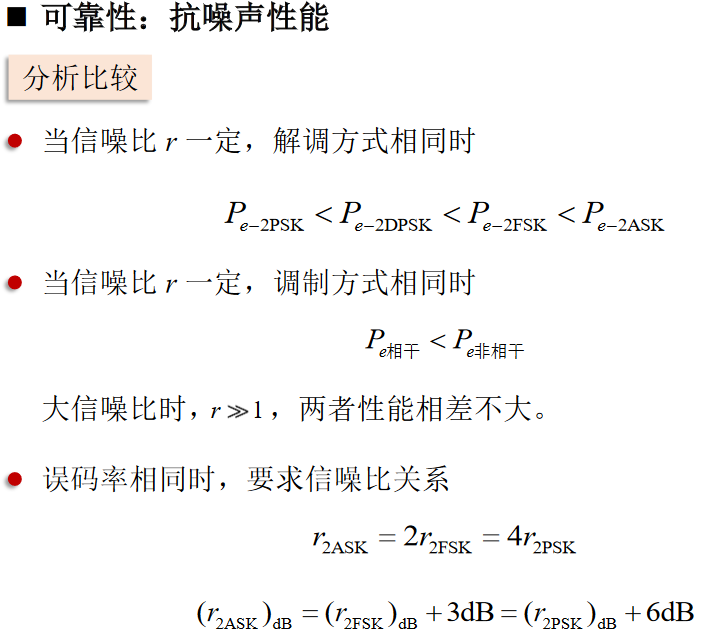 ■ 可靠性：抗噪声性能
分析比较
● 当信噪比 r 一定，解调方式相同时
P_{e-2PSK} < P_{e-2DPSK} < P_{e-2FSK} < P_{e-2ASK}
● 当信噪比 r 一定，调制方式相同时
P_{e相干} < P_{e非相干}
大信噪比时，r ≫ 1，两者性能相差不大。
● 误码率相同时，要求信噪比关系
r_{2ASK} = 2r_{2FSK} = 4r_{2PSK}
(r_{2ASK})_{dB} = (r_{2FSK})_{dB} + 3dB = (r_{2PSK})_{dB} + 6dB